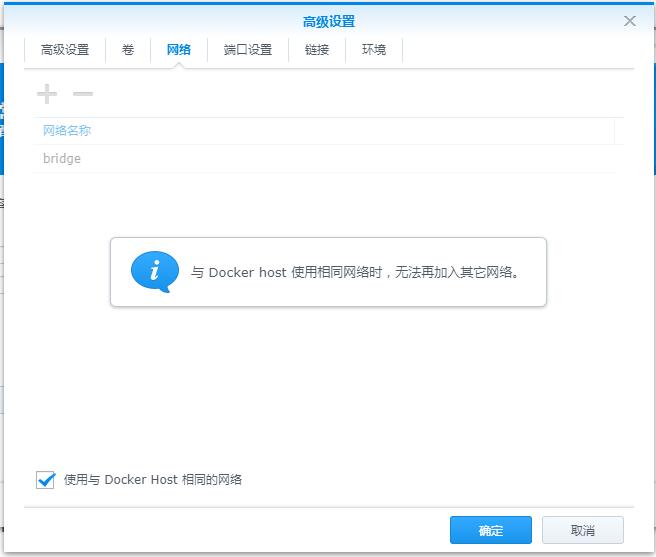 高级设置
高级设置 卷 网络 端口设置 链接 环境
网络名称
bridge
与 Docker host 使用相同网络时，无法再加入其它网络。
使用与 Docker Host 相同的网络
确定 取消